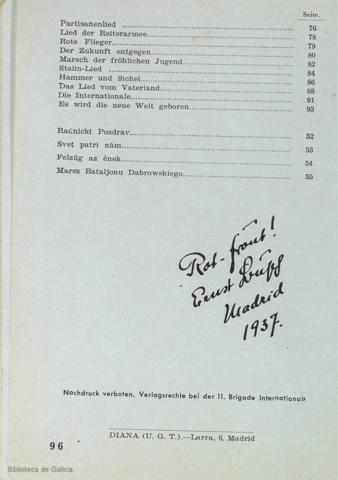 Seite.
Partisanenlied ........ 76
Lied der Reiterarmee ........ 78
Rote Flieger ........ 79
Der Zukunft entgegen ........ 80
Marsch der fröhlichen Jugend ........ 82
Stalin-Lied ........ 84
Hammer und Sichel ........ 86
Das Lied vom Vaterland ........ 88
Die Internationale ........ 91
Es wird die neue Welt geboren ........ 93
Radnicki Pozdrav ........ 52
Svet patri nám ........ 53
Felzúg az ének ........ 54
Marsz Bataljonu Dabrowskiego ........ 55
Rot-front!
Ernst Busch
Madrid
1937.
Nachdruck verboten, Verlagsrechte bei der 11. Brigade Internationale
DIANA (U. G. T.).—Larra, 6. Madrid
96
Biblioteca de Galicia